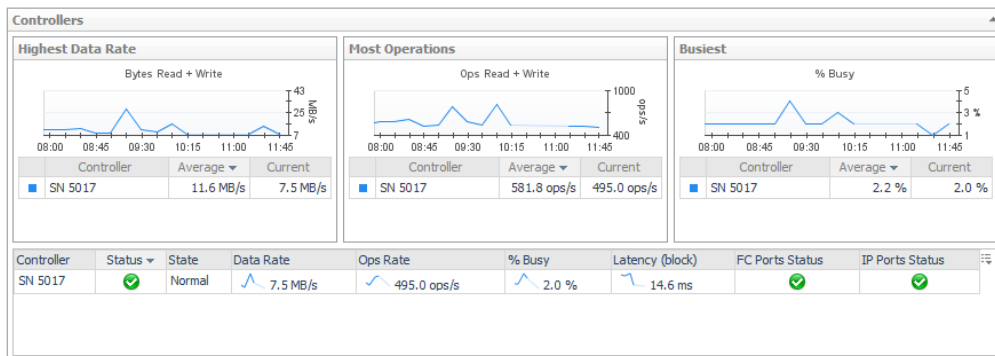 Controllers
Highest Data Rate
Bytes Read + Write
43
25
7
MB/s
08:00 08:45 09:30 10:15 11:00 11:45
Controller Average Current
SN 5017 11.6 MB/s 7.5 MB/s
Most Operations
Ops Read + Write
1000
400
ops/s
08:00 08:45 09:30 10:15 11:00 11:45
Controller Average Current
SN 5017 581.8 ops/s 495.0 ops/s
Busiest
% Busy
5
3 %
1
08:00 08:45 09:30 10:15 11:00 11:45
Controller Average Current
SN 5017 2.2 % 2.0 %
Controller Status State Data Rate Ops Rate % Busy Latency (block) FC Ports Status IP Ports Status
SN 5017 Normal 7.5 MB/s 495.0 ops/s 2.0 % 14.6 ms